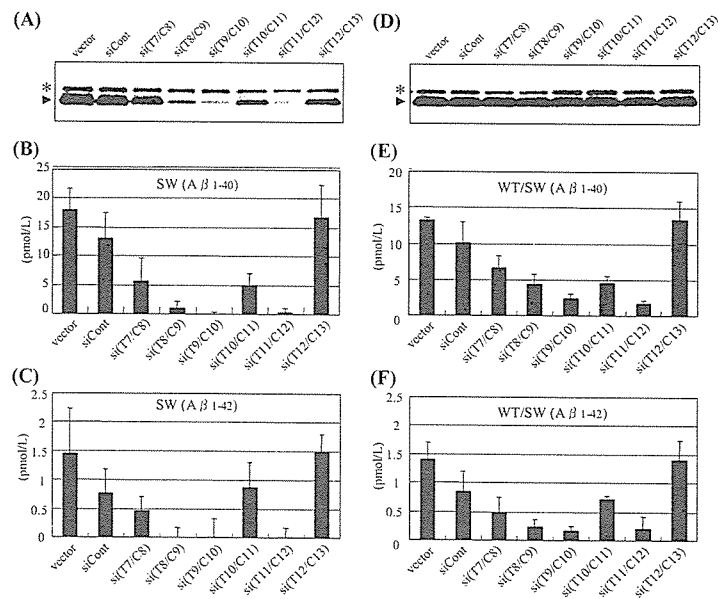 (A)
vector siCont si(T7/C8) si(T8/C9) si(T9/C10) si(T10/C11) si(T11/C12) si(T12/C13)
*
(D)
vector siCont si(T7/C8) si(T8/C9) si(T9/C10) si(T10/C11) si(T11/C12) si(T12/C13)
*
(B)
SW (A β 1-40)
(pmol/L)
25
20
15
10
5
0
vector siCont si(T7/C8) si(T8/C9) si(T9/C10) si(T10/C11) si(T11/C12) si(T12/C13)
(E)
WT/SW (A β 1-40)
(pmol/L)
20
15
10
5
0
vector siCont si(T7/C8) si(T8/C9) si(T9/C10) si(T10/C11) si(T11/C12) si(T12/C13)
(C)
SW (A β 1-42)
(pmol/L)
2.5
2
1.5
1
0.5
0
vector siCont si(T7/C8) si(T8/C9) si(T9/C10) si(T10/C11) si(T11/C12) si(T12/C13)
(F)
WT/SW (A β 1-42)
(pmol/L)
2.5
2
1.5
1
0.5
0
vector siCont si(T7/C8) si(T8/C9) si(T9/C10) si(T10/C11) si(T11/C12) si(T12/C13)